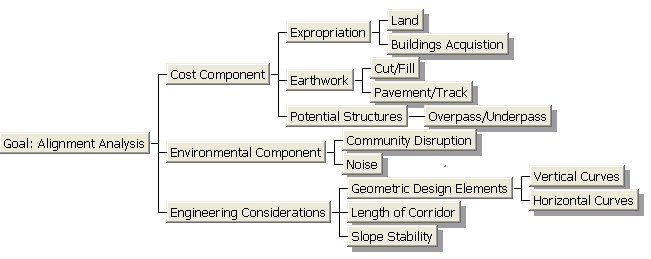 Land
Expropriation
Buildings Acquistion
Cost Component
Cut/Fill
Earthwork
Pavement/Track
Potential Structures
Overpass/Underpass
Goal: Alignment Analysis
Community Disruption
Environmental Component
Noise
Vertical Curves
Geometric Design Elements
Horizontal Curves
Engineering Considerations
Length of Corridor
Slope Stability